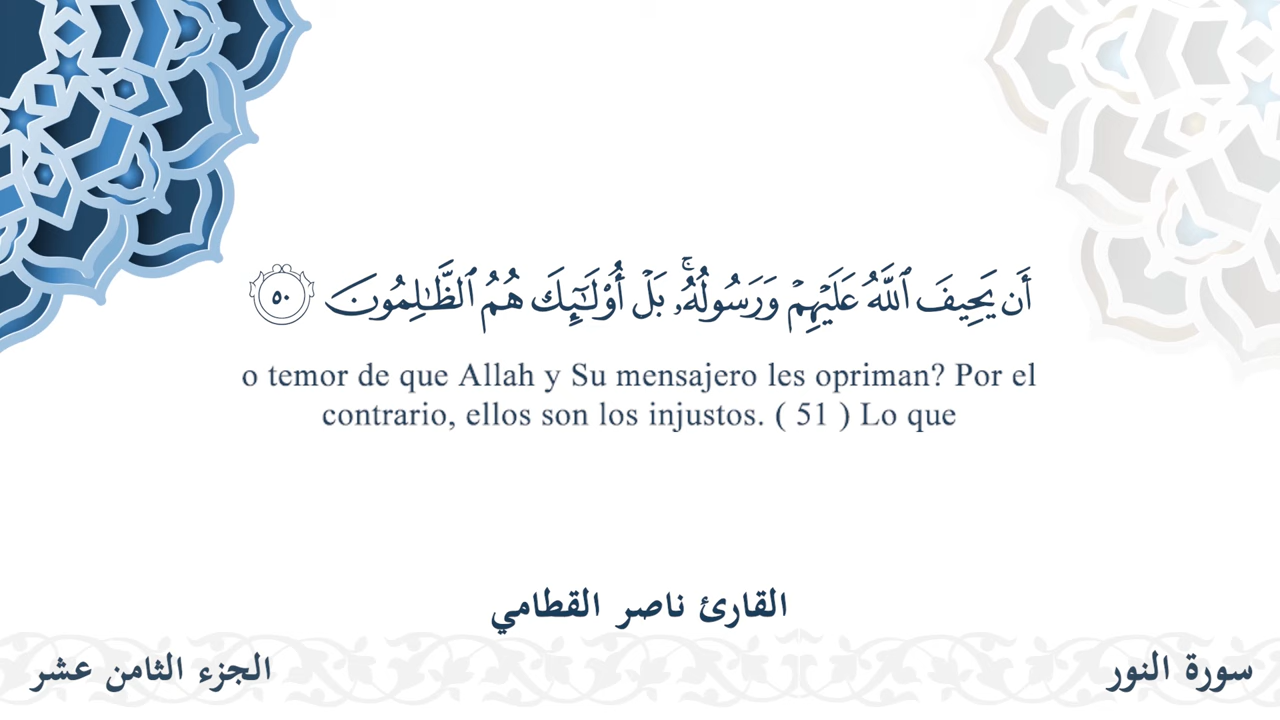 أَن يَحِيفَ ٱللَّهُ عَلَيْهِمْ وَرَسُولُهُۥ ۚ بَلْ أُو۟لَـٰٓئِكَ هُمُ ٱلظَّـٰلِمُونَ ٥٠
o temor de que Allah y Su mensajero les opriman? Por el
contrario, ellos son los injustos. ( 51 ) Lo que
القارئ ناصر القطامي
سورة النور
الجزء الثامن عشر